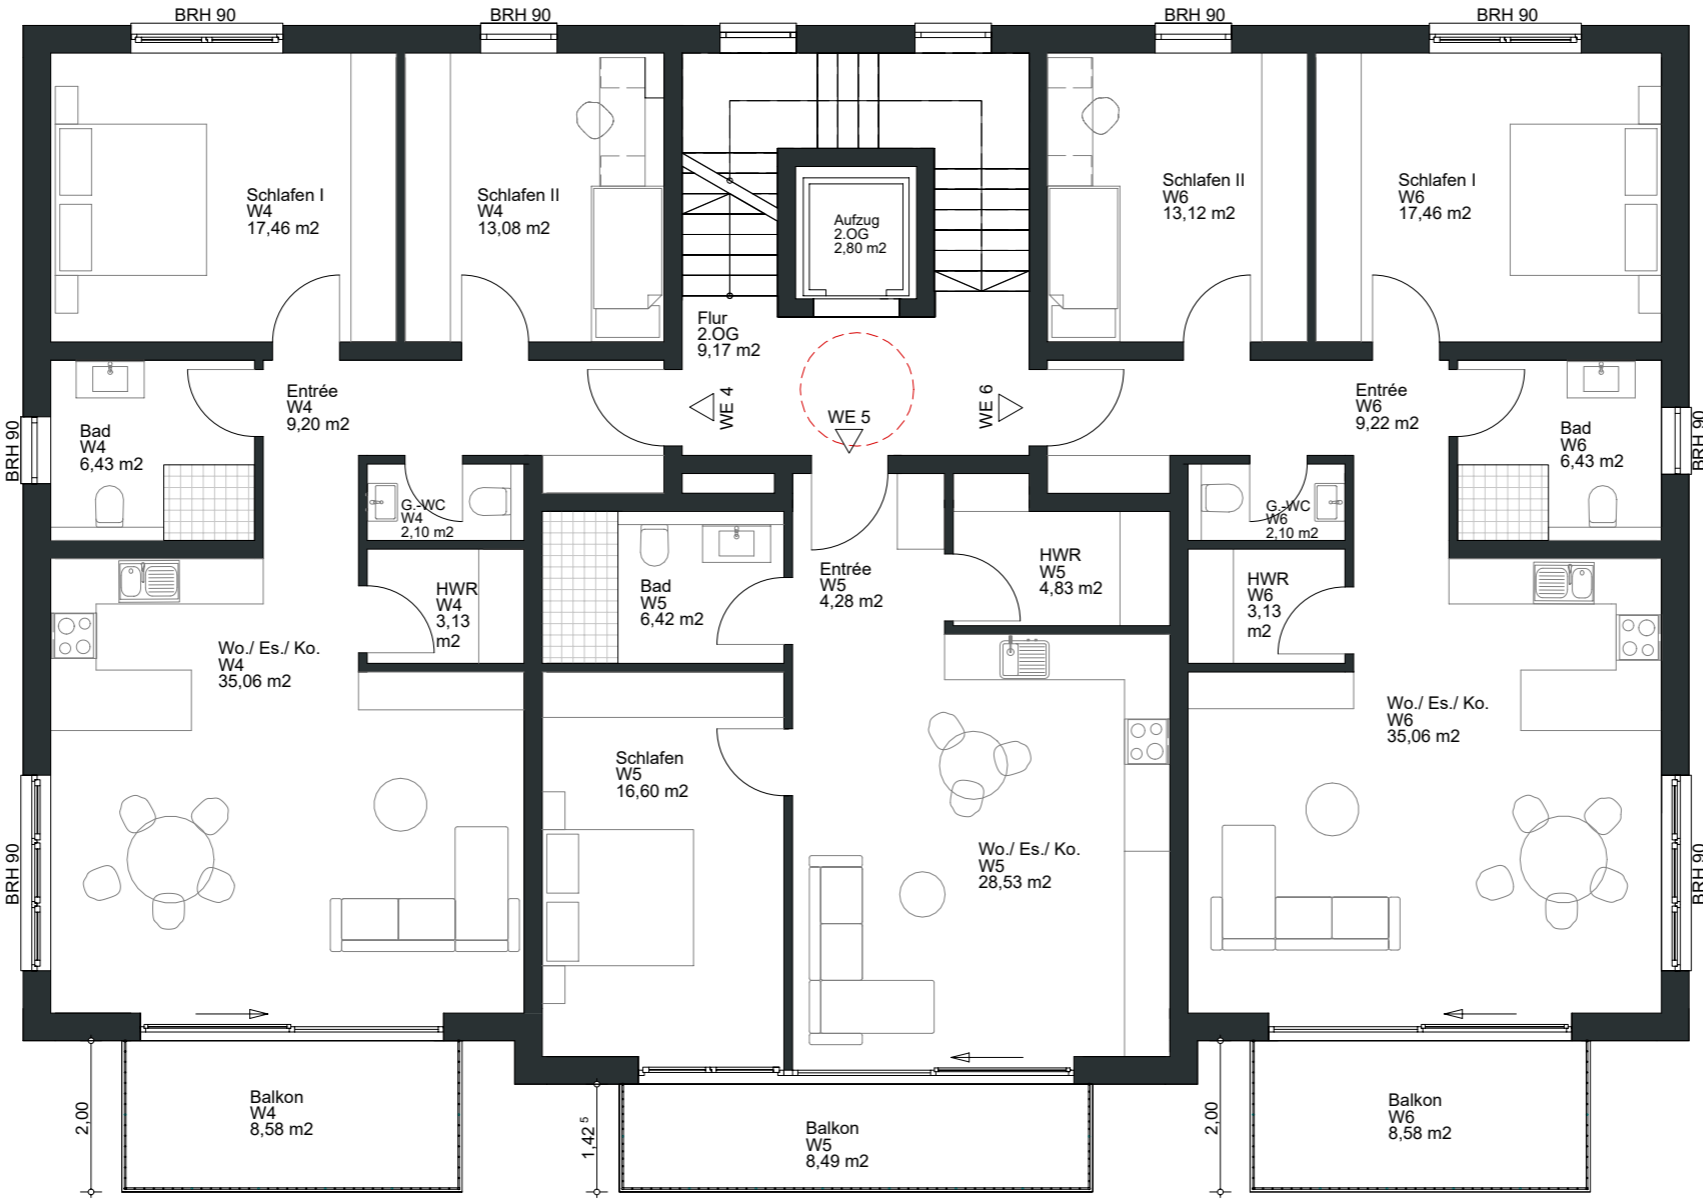 BRH 90
BRH 90
BRH 90
BRH 90
Schlafen I
W4
17,46 m2
Schlafen II
W4
13,08 m2
Aufzug
2.OG
2,80 m2
Schlafen II
W6
13,12 m2
Schlafen I
W6
17,46 m2
Flur
2.OG
9,17 m2
Entrée
W4
9,20 m2
WE 4
WE 5
WE 6
Entrée
W6
9,22 m2
BRH 90
Bad
W4
6,43 m2
Bad
W6
6,43 m2
BRH 90
G.-WC
W4
2,10 m2
G.-WC
W6
2,10 m2
HWR
W4
3,13
m2
Bad
W5
6,42 m2
Entrée
W5
4,28 m2
HWR
W5
4,83 m2
HWR
W6
3,13
m2
Wo./ Es./ Ko.
W4
35,06 m2
Wo./ Es./ Ko.
W6
35,06 m2
Schlafen
W5
16,60 m2
Wo./ Es./ Ko.
W5
28,53 m2
BRH 90
BRH 90
2,00
Balkon
W4
8,58 m2
1,42 5
Balkon
W5
8,49 m2
2,00
Balkon
W6
8,58 m2